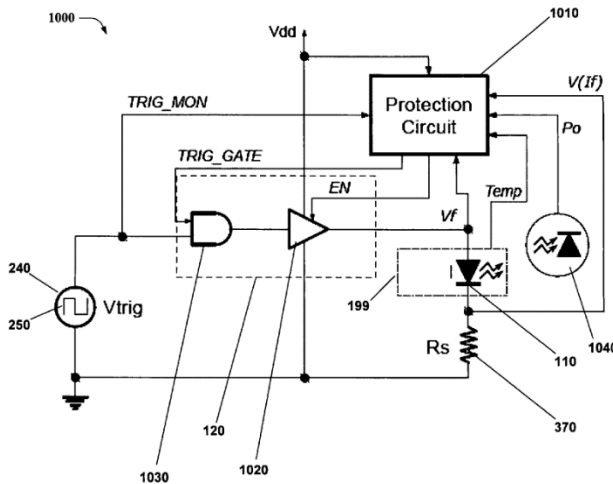 1000
Vdd
1010
TRIG_MON
Protection
Circuit
V(If)
Po
TRIG_GATE
EN
Temp
Vf
240
250
Vtrig
199
1040
Rs
110
120
1030
1020
370